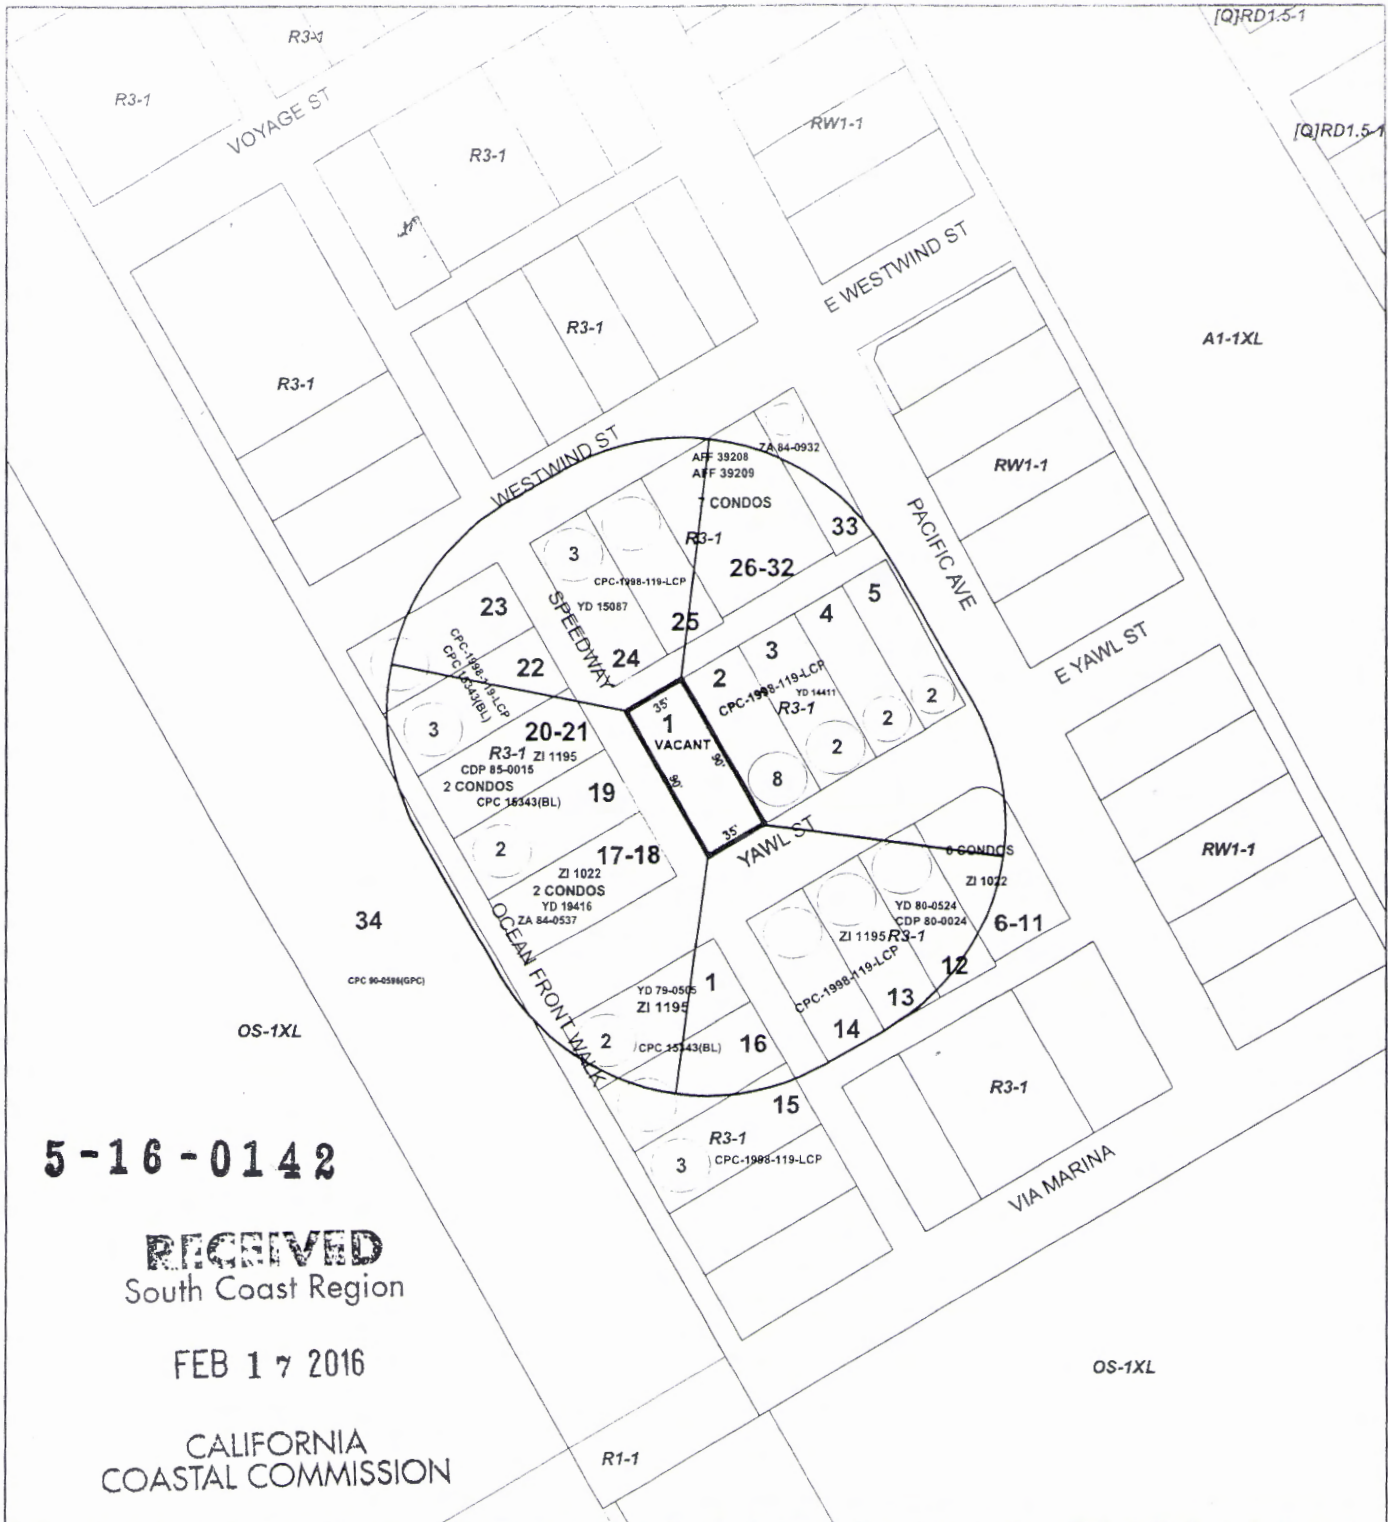 [Q]RD1.5-1
R3-1
R3-1
VOYAGE ST
RW1-1
[Q]RD1.5-1
R3-1
E WESTWIND ST
R3-1
A1-1XL
R3-1
WESTWIND ST
ZA 84-0932
AFF 39208
AFF 39209
RW1-1
7 CONDOS
PACIFIC AVE
33
R3-1
3
26-32
CPC-1998-119-LCP
SPEEDWAY
YD 15087
23
5
4
25
E YAWL ST
CPC-1998-119-LCP
CPC 15343(BL)
22
24
3
2
CPC-1998-119-LCP
YD 14411
R3-1
2
2
2
8
35'
1
VACANT
90'
90'
35'
3
20-21
R3-1 ZI 1195
CDP 85-0015
2 CONDOS
CPC 15343(BL)
19
YAWL ST
2
17-18
ZI 1022
2 CONDOS
YD 19416
ZA 84-0537
6 CONDOS
RW1-1
ZI 1022
34
OCEAN FRONT WALK
YD 80-0524
CDP 80-0024
6-11
ZI 1195 R3-1
CPC-1998-119-LCP
12
CPC 90-0596(GPC)
YD 79-0505
1
ZI 1195
13
OS-1XL
2
CPC 15343(BL)
16
14
15
R3-1
R3-1
3
CPC-1998-119-LCP
VIA MARINA
5-16-0142
RECEIVED
South Coast Region
FEB 17 2016
OS-1XL
CALIFORNIA
COASTAL COMMISSION
R1-1